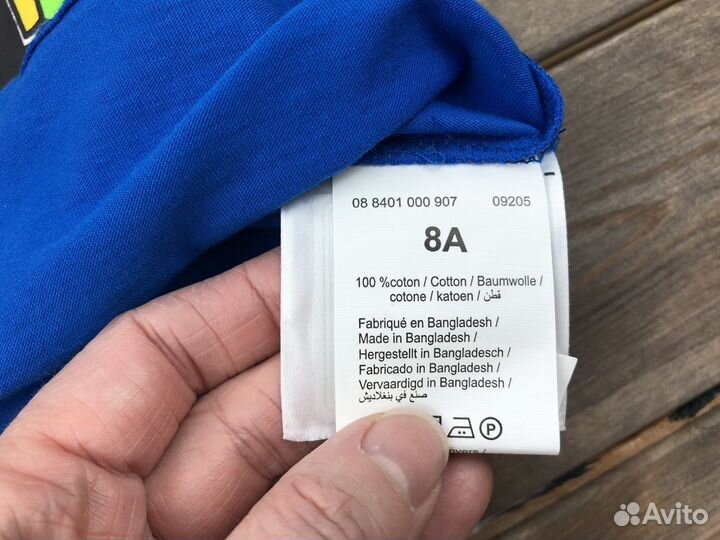 08 8401 000 907 09205
8A
100 %coton / Cotton / Baumwolle /
cotone / katoen / قطن
Fabriqué en Bangladesh /
Made in Bangladesh /
Hergestellt in Bangladesch /
Fabricado in Bangladesh /
Vervaardigd in Bangladesh /
صنع في بنغلاديش
P
Avito